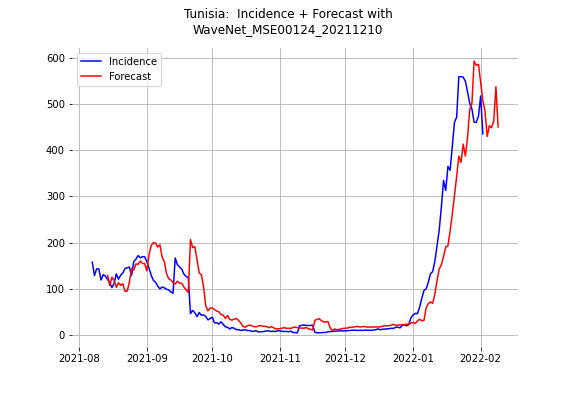 Tunisia:  Incidence + Forecast with
WaveNet_MSE00124_20211210
Incidence
Forecast
600
500
400
300
200
100
0
2021-08 2021-09 2021-10 2021-11 2021-12 2022-01 2022-02